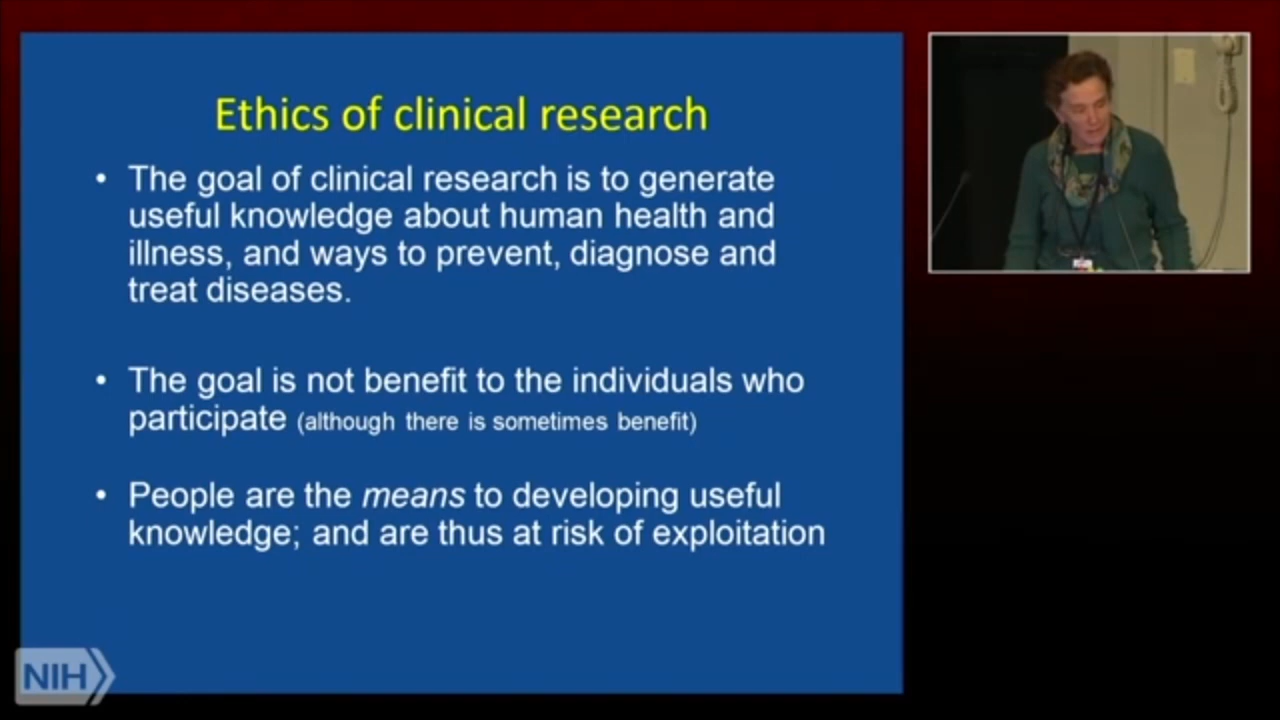 Ethics of clinical research
• The goal of clinical research is to generate
useful knowledge about human health and
illness, and ways to prevent, diagnose and
treat diseases.
• The goal is not benefit to the individuals who
participate (although there is sometimes benefit)
• People are the means to developing useful
knowledge; and are thus at risk of exploitation
NIH